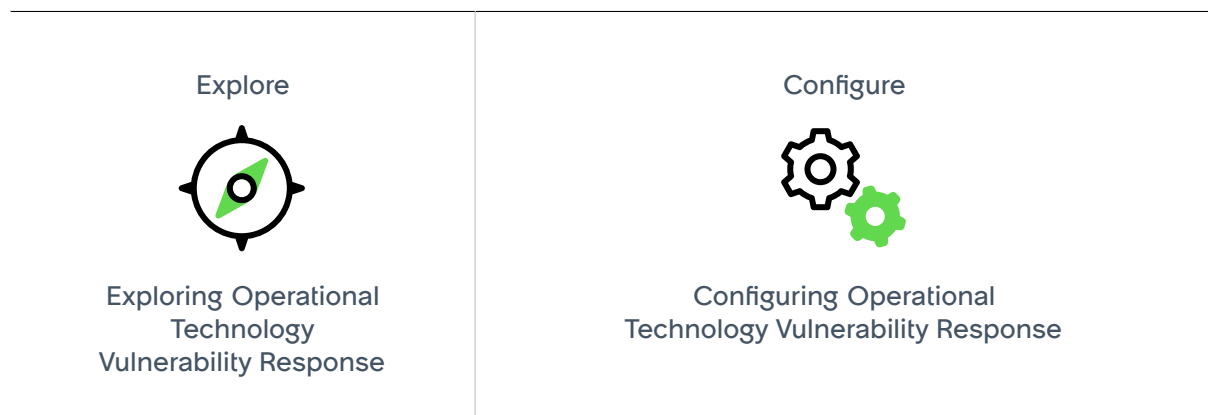 Explore
Exploring Operational
Technology
Vulnerability Response
Configure
Configuring Operational
Technology Vulnerability Response